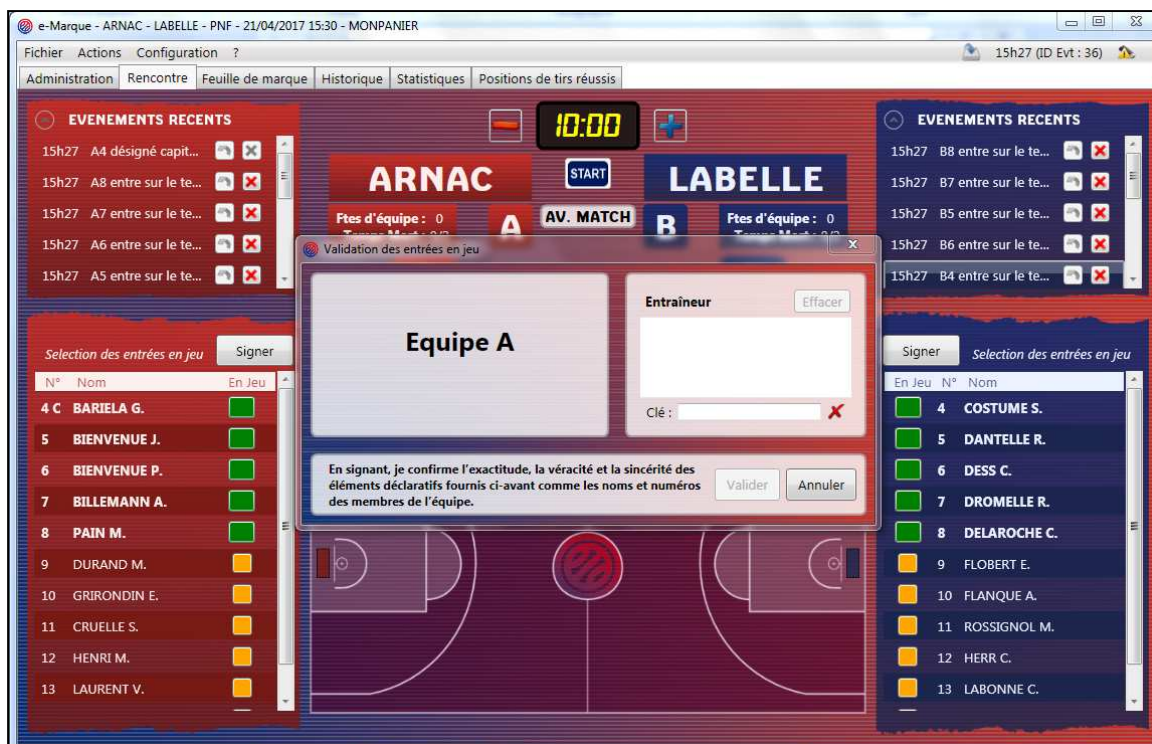 e-Marque - ARNAC - LABELLE - PNF - 21/04/2017 15:30 - MONPANIER
Fichier Actions Configuration ?
15h27 (ID Evt : 36)
Administration Rencontre Feuille de marque Historique Statistiques Positions de tirs réussis
EVENEMENTS RECENTS
15h27 A4 désigné capit...
15h27 A8 entre sur le te...
15h27 A7 entre sur le te...
15h27 A6 entre sur le te...
15h27 A5 entre sur le te...
10:00
ARNAC START LABELLE
Ftes d'équipe : 0 A AV. MATCH B Ftes d'équipe : 0
EVENEMENTS RECENTS
15h27 B8 entre sur le te...
15h27 B7 entre sur le te...
15h27 B5 entre sur le te...
15h27 B6 entre sur le te...
15h27 B4 entre sur le te...
Validation des entrées en jeu
Equipe A
Entraîneur Effacer
Clé :
En signant, je confirme l'exactitude, la véracité et la sincérité des
éléments déclaratifs fournis ci-avant comme les noms et numéros
des membres de l'équipe.
Valider Annuler
Selection des entrées en jeu Signer
N° Nom En Jeu
4 C BARIELA G.
5 BIENVENUE J.
6 BIENVENUE P.
7 BILLEMANN A.
8 PAIN M.
9 DURAND M.
10 GRIRONDIN E.
11 CRUELLE S.
12 HENRI M.
13 LAURENT V.
Signer Selection des entrées en jeu
En Jeu N° Nom
4 COSTUME S.
5 DANTELLE R.
6 DESS C.
7 DROMELLE R.
8 DELAROCHE C.
9 FLOBERT E.
10 FLANQUE A.
11 ROSSIGNOL M.
12 HERR C.
13 LABONNE C.